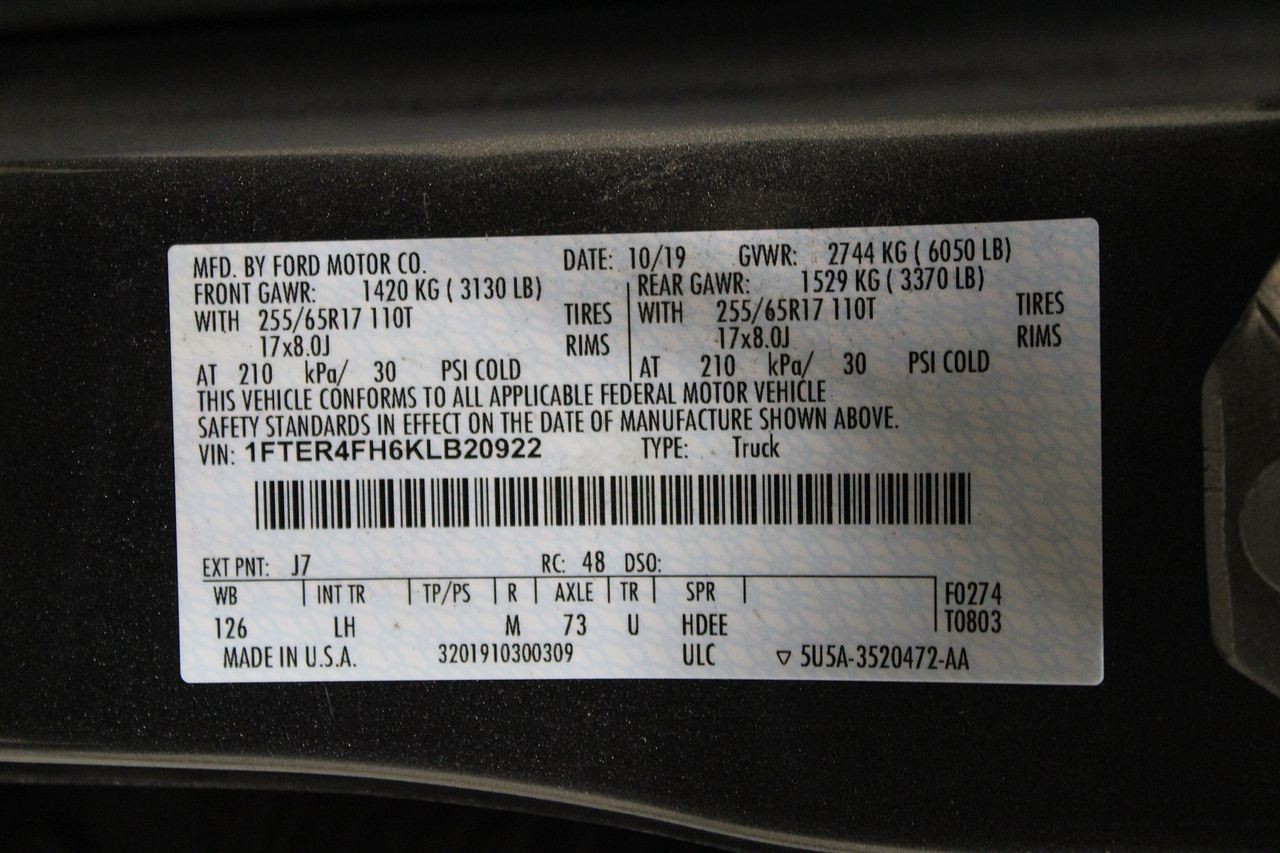 MFD. BY FORD MOTOR CO. DATE: 10/19 GVWR: 2744 KG ( 6050 LB)
FRONT GAWR: 1420 KG ( 3130 LB) REAR GAWR: 1529 KG ( 3370 LB)
WITH 255/65R17 110T TIRES WITH 255/65R17 110T TIRES
17x8.0J RIMS 17x8.0J RIMS
AT 210 kPa/ 30 PSI COLD AT 210 kPa/ 30 PSI COLD
THIS VEHICLE CONFORMS TO ALL APPLICABLE FEDERAL MOTOR VEHICLE
SAFETY STANDARDS IN EFFECT ON THE DATE OF MANUFACTURE SHOWN ABOVE.
VIN: 1FTER4FH6KLB20922 TYPE: Truck
EXT PNT: J7 RC: 48 DSO:
WB INT TR TP/PS R AXLE TR SPR F0274
126 LH M 73 U HDEE T0803
MADE IN U.S.A. 3201910300309 ULC ▽ 5U5A-3520472-AA